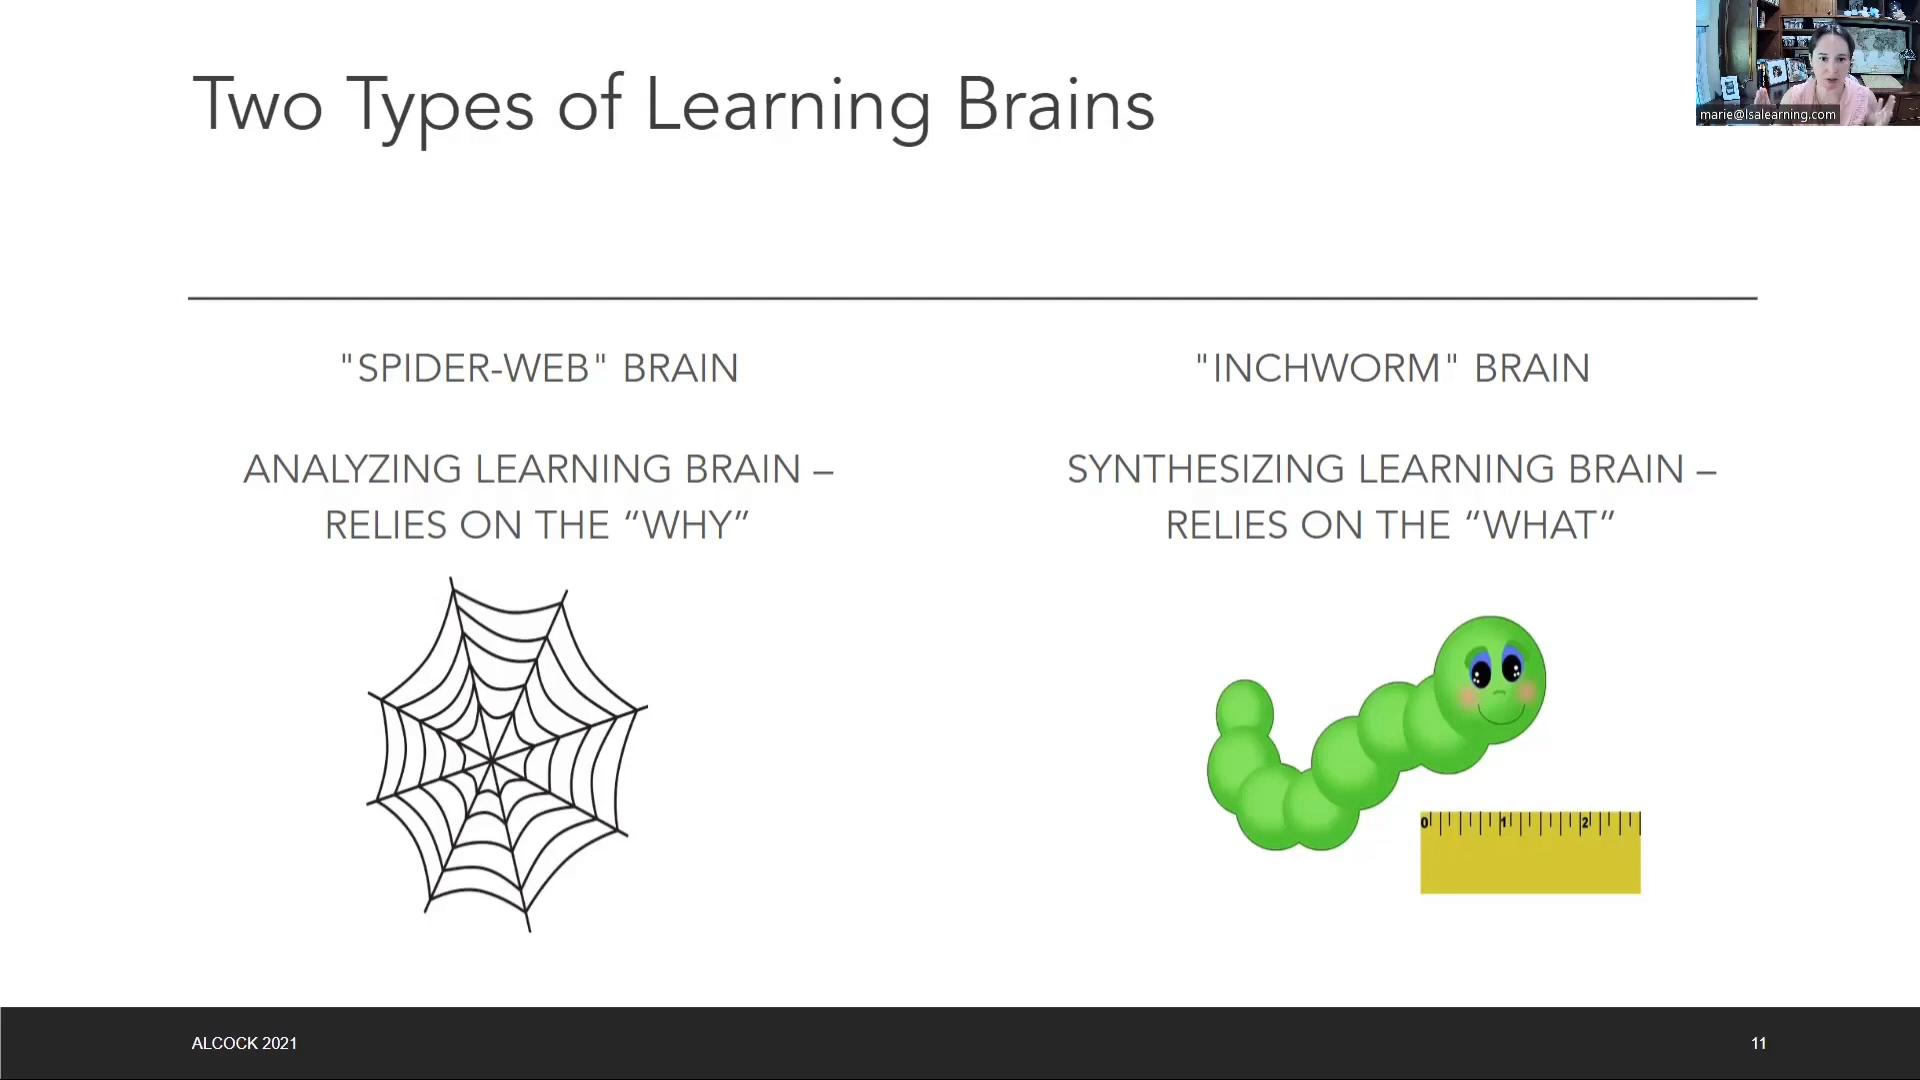 Two Types of Learning Brains
marie@lsalearning.com
"SPIDER-WEB" BRAIN
ANALYZING LEARNING BRAIN –
RELIES ON THE “WHY”
"INCHWORM" BRAIN
SYNTHESIZING LEARNING BRAIN –
RELIES ON THE “WHAT”
0 1 2
ALCOCK 2021
11